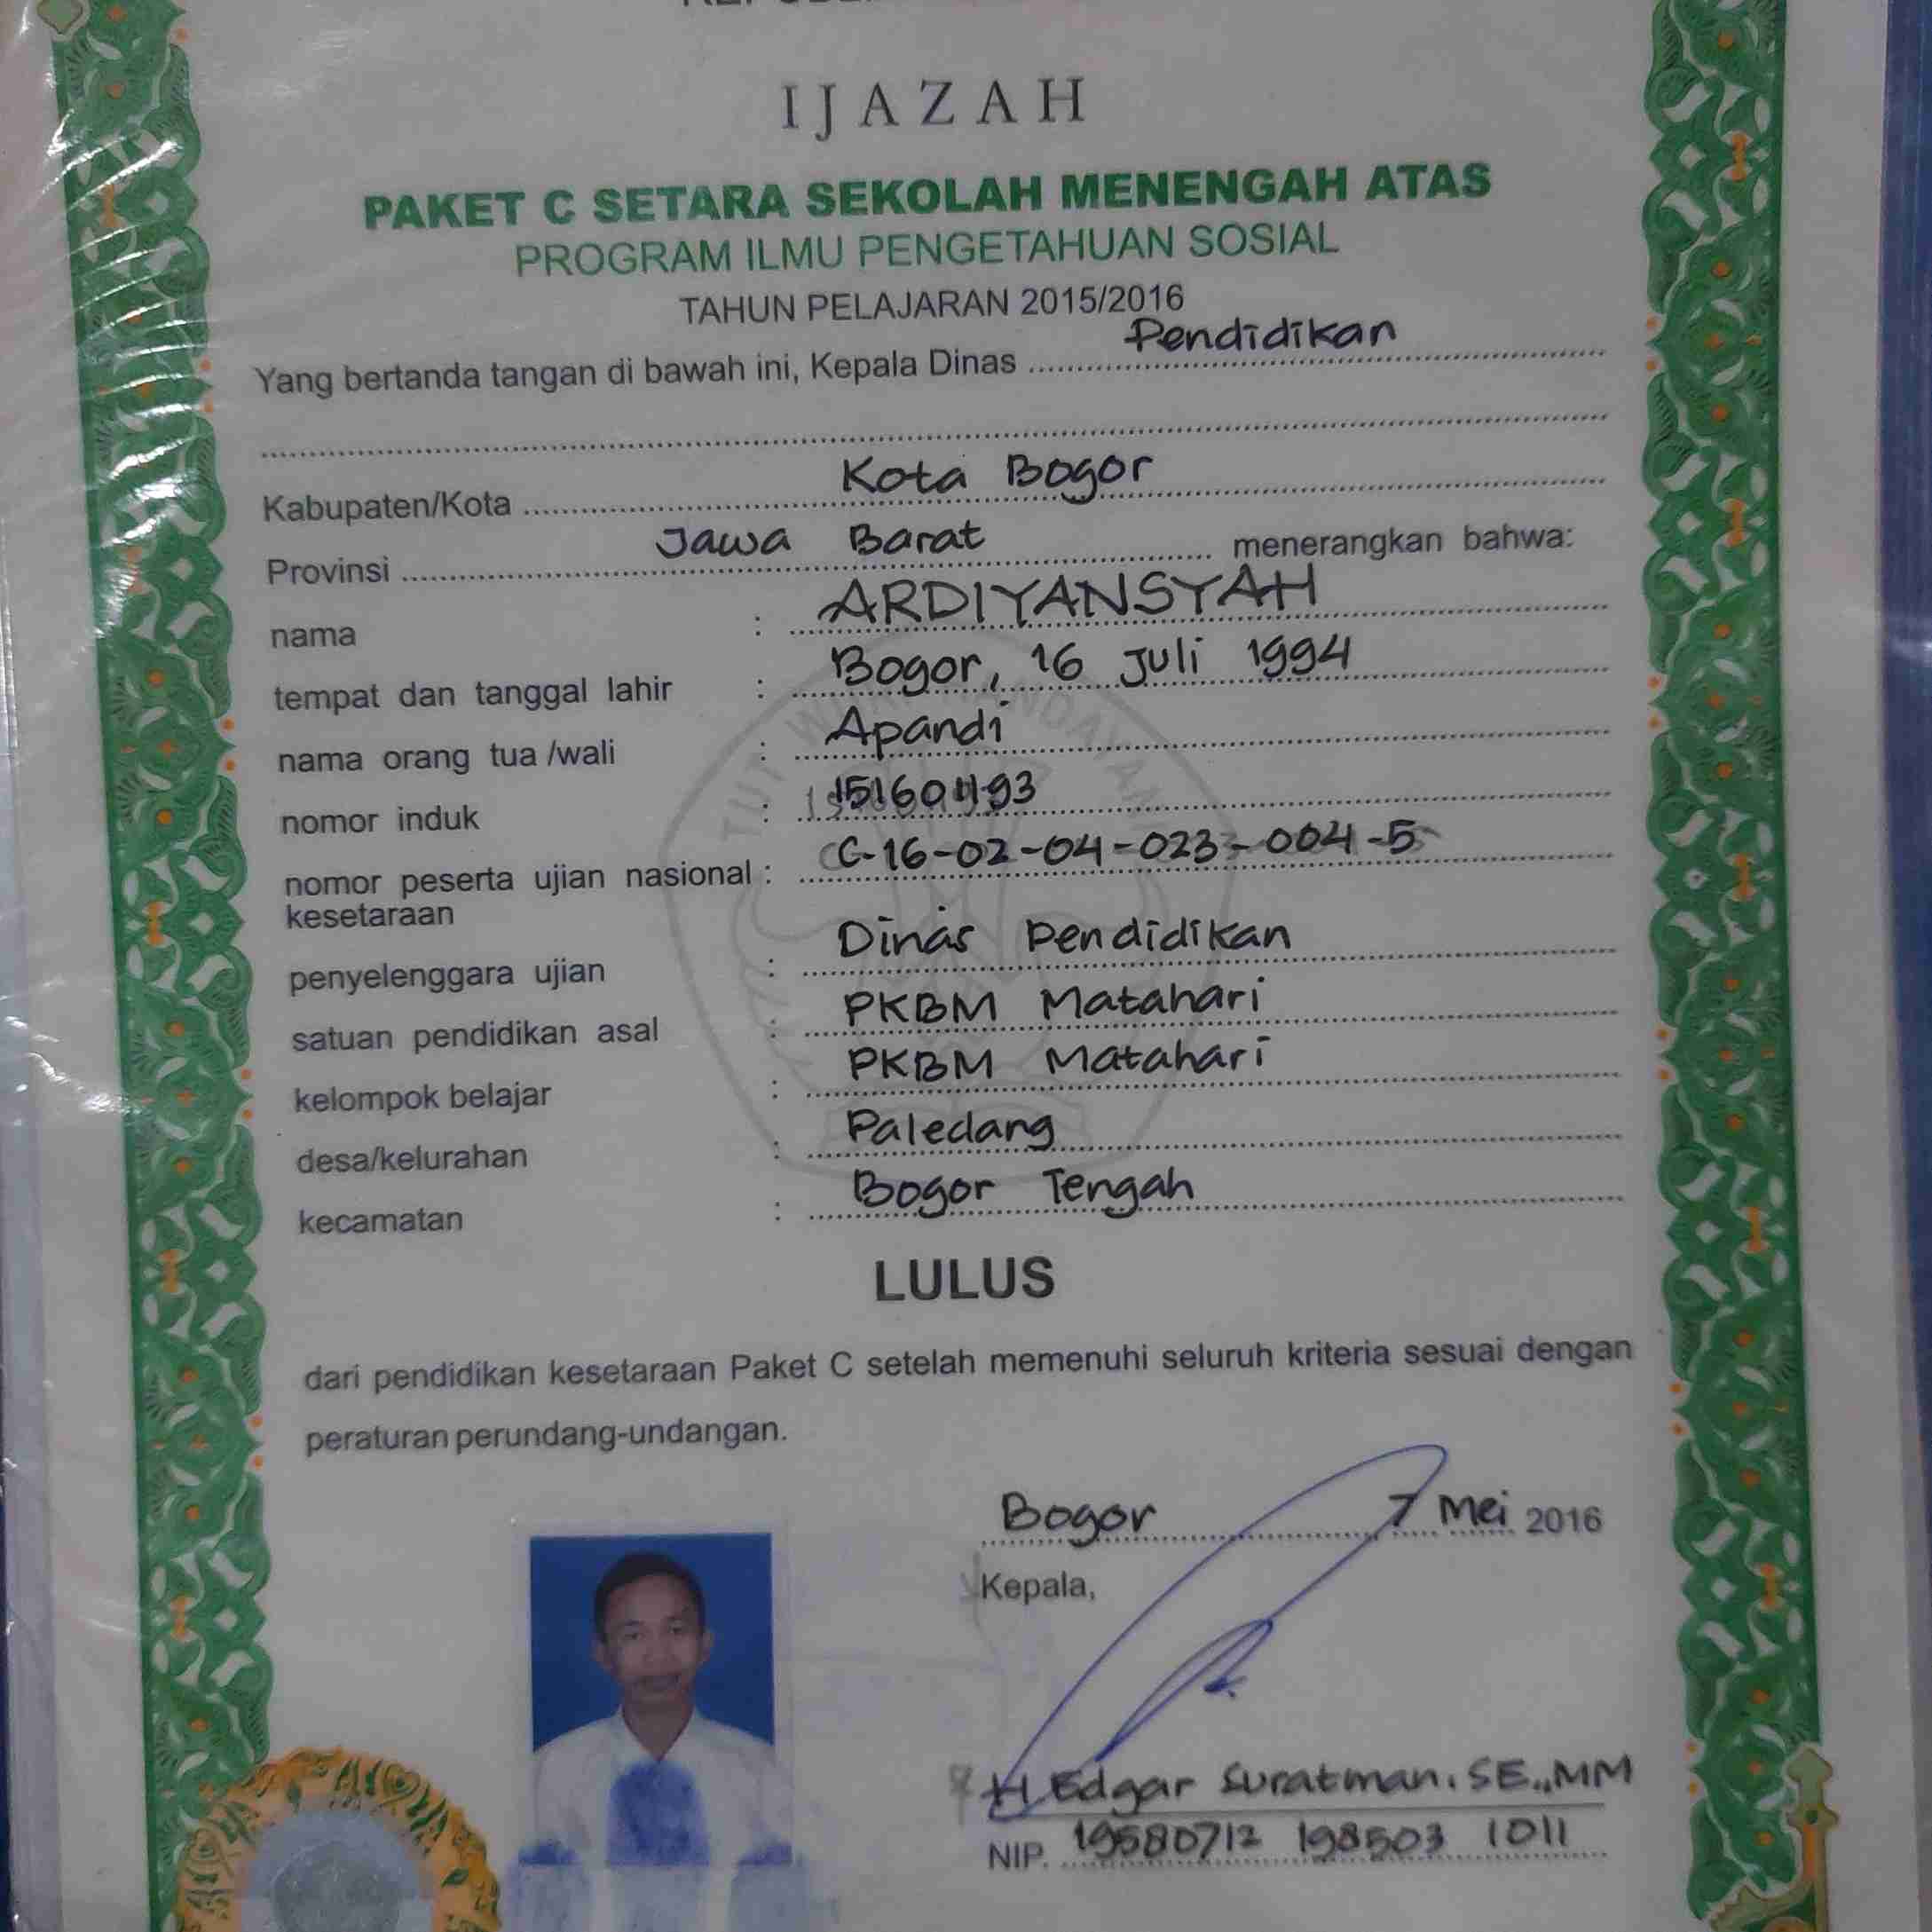 IJAZAH
PAKET C SETARA SEKOLAH MENENGAH ATAS
PROGRAM ILMU PENGETAHUAN SOSIAL
TAHUN PELAJARAN 2015/2016
Yang bertanda tangan di bawah ini, Kepala Dinas Pendidikan
Kabupaten/Kota Kota Bogor
Provinsi Jawa Barat menerangkan bahwa:
nama : ARDIYANSYAH
tempat dan tanggal lahir : Bogor, 16 Juli 1994
nama orang tua /wali : Apandi
nomor induk : 151601193
nomor peserta ujian nasional : C-16-02-04-023-004-5
kesetaraan
penyelenggara ujian : Dinas Pendidikan
satuan pendidikan asal : PKBM Matahari
kelompok belajar : PKBM Matahari
desa/kelurahan : Paledang
kecamatan : Bogor Tengah
LULUS
dari pendidikan kesetaraan Paket C setelah memenuhi seluruh kriteria sesuai dengan
peraturan perundang-undangan.
Bogor 7 Mei 2016
Kepala,
H Edgar Suratman. SE.,MM
NIP. 19580712 198503 1011